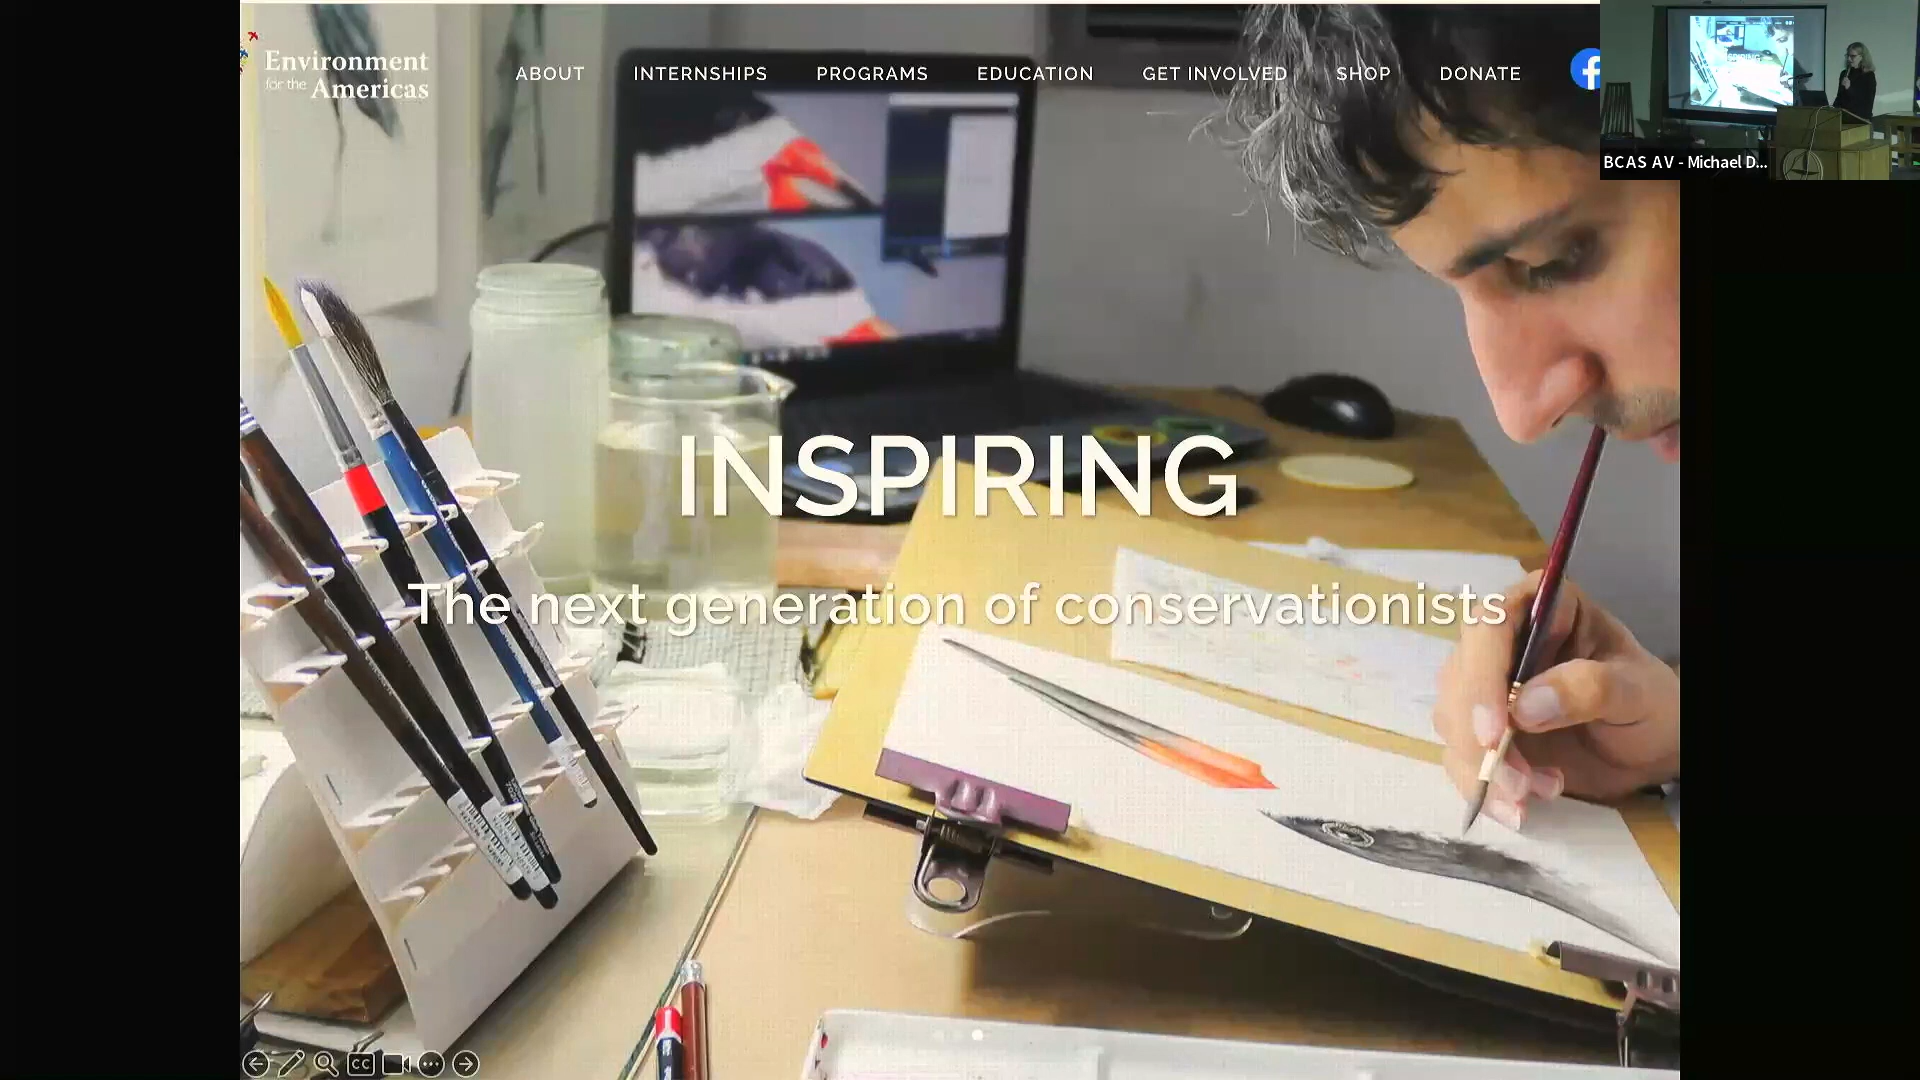 Environment
for the Americas
ABOUT
INTERNSHIPS
PROGRAMS
EDUCATION
GET INVOLVED
SHOP
DONATE
BCAS AV - Michael D...
INSPIRING
The next generation of conservationists
CC